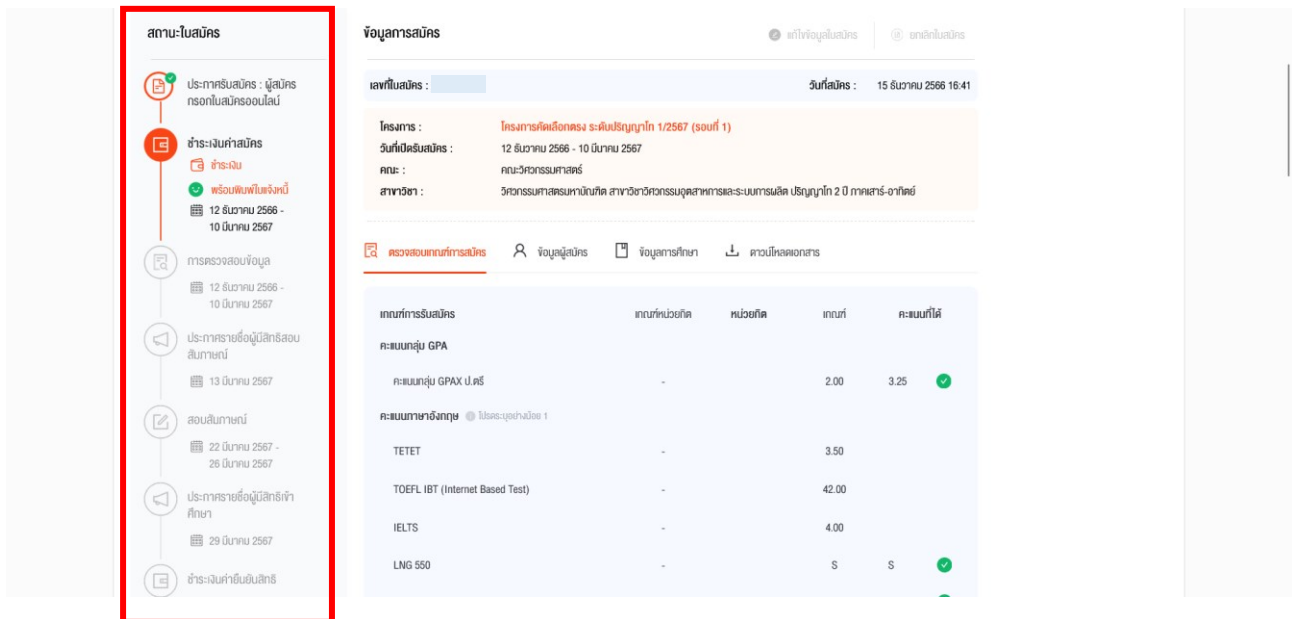 สถานะใบสมัคร
ประกาศรับสมัคร : ผู้สมัคร
กรอกใบสมัครออนไลน์
ชำระเงินค่าสมัคร
ชำระเงิน
พร้อมพิมพ์ใบแจ้งหนี้
12 ธันวาคม 2566 -
10 มีนาคม 2567
การตรวจสอบข้อมูล
12 ธันวาคม 2566 -
10 มีนาคม 2567
ประกาศรายชื่อผู้มีสิทธิสอบ
สัมภาษณ์
13 มีนาคม 2567
สอบสัมภาษณ์
22 มีนาคม 2567 -
26 มีนาคม 2567
ประกาศรายชื่อผู้มีสิทธิเข้า
ศึกษา
29 มีนาคม 2567
ชำระเงินค่ายืนยันสิทธิ
ข้อมูลการสมัคร
แก้ไขข้อมูลใบสมัคร
ยกเลิกใบสมัคร
เลขที่ใบสมัคร :
วันที่สมัคร : 15 ธันวาคม 2566 16:41
โครงการ : โครงการคัดเลือกตรง ระดับปริญญาโท 1/2567 (รอบที่ 1)
วันที่เปิดรับสมัคร : 12 ธันวาคม 2566 - 10 มีนาคม 2567
คณะ : คณะวิศวกรรมศาสตร์
สาขาวิชา : วิศวกรรมศาสตรมหาบัณฑิต สาขาวิชาวิศวกรรมอุตสาหการและระบบการผลิต ปริญญาโท 2 ปี ภาคเสาร์-อาทิตย์
ตรวจสอบเกณฑ์การสมัคร ข้อมูลผู้สมัคร ข้อมูลการศึกษา ดาวน์โหลดเอกสาร
เกณฑ์การรับสมัคร เกณฑ์หน่วยกิต หน่วยกิต เกณฑ์ คะแนนที่ได้
คะแนนกลุ่ม GPA
คะแนนกลุ่ม GPAX ป.ตรี - 2.00 3.25
คะแนนภาษาอังกฤษ โปรดระบุอย่างน้อย 1
TETET - 3.50
TOEFL IBT (Internet Based Test) - 42.00
IELTS - 4.00
LNG 550 - S S